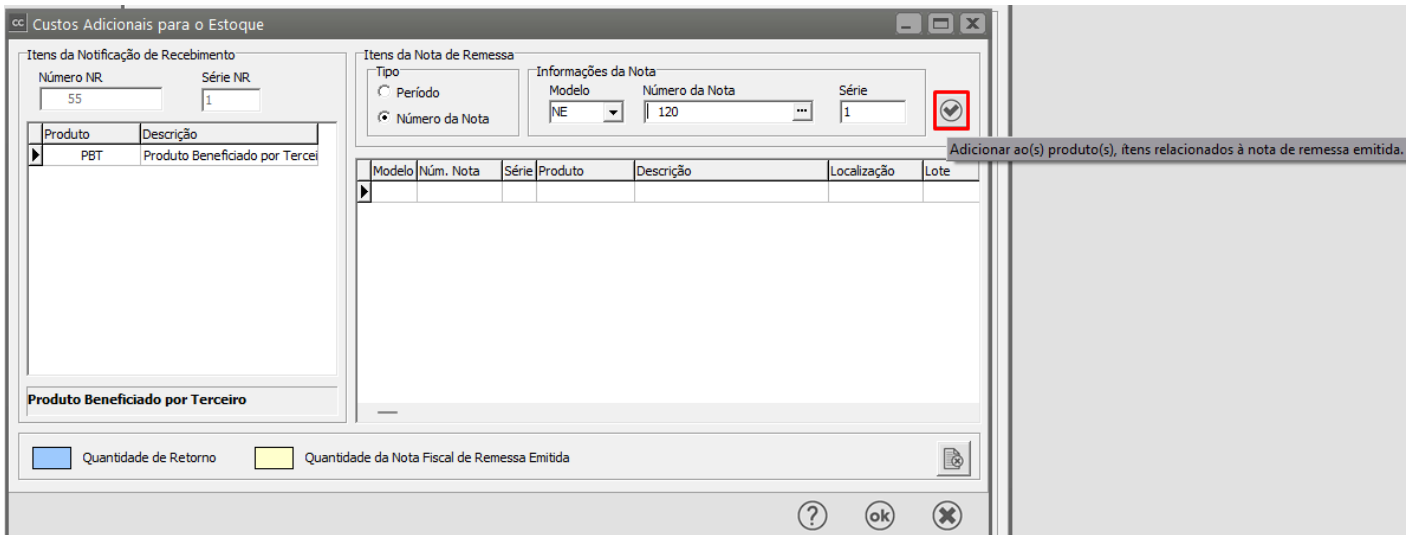 cc Custos Adicionais para o Estoque
Itens da Notificação de Recebimento
Número NR Série NR
55 1
Produto Descrição
PBT Produto Beneficiado por Tercei
Produto Beneficiado por Terceiro
Itens da Nota de Remessa
Tipo
Período
Número da Nota
Informações da Nota
Modelo Número da Nota Série
NE 120 ... 1
Adicionar ao(s) produto(s), ítens relacionados à nota de remessa emitida.
Modelo Núm. Nota Série Produto Descrição Localização Lote
Quantidade de Retorno Quantidade da Nota Fiscal de Remessa Emitida
? ok